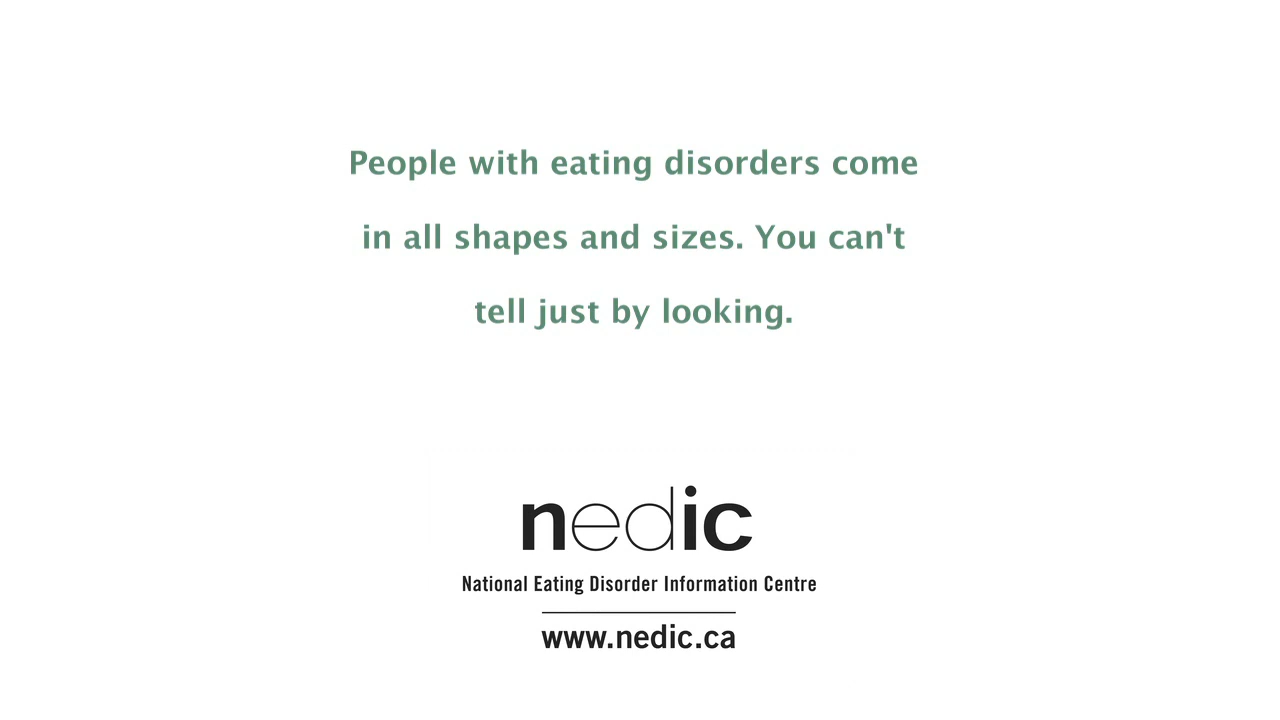 People with eating disorders come
in all shapes and sizes. You can't
tell just by looking.
nedic
National Eating Disorder Information Centre
www.nedic.ca